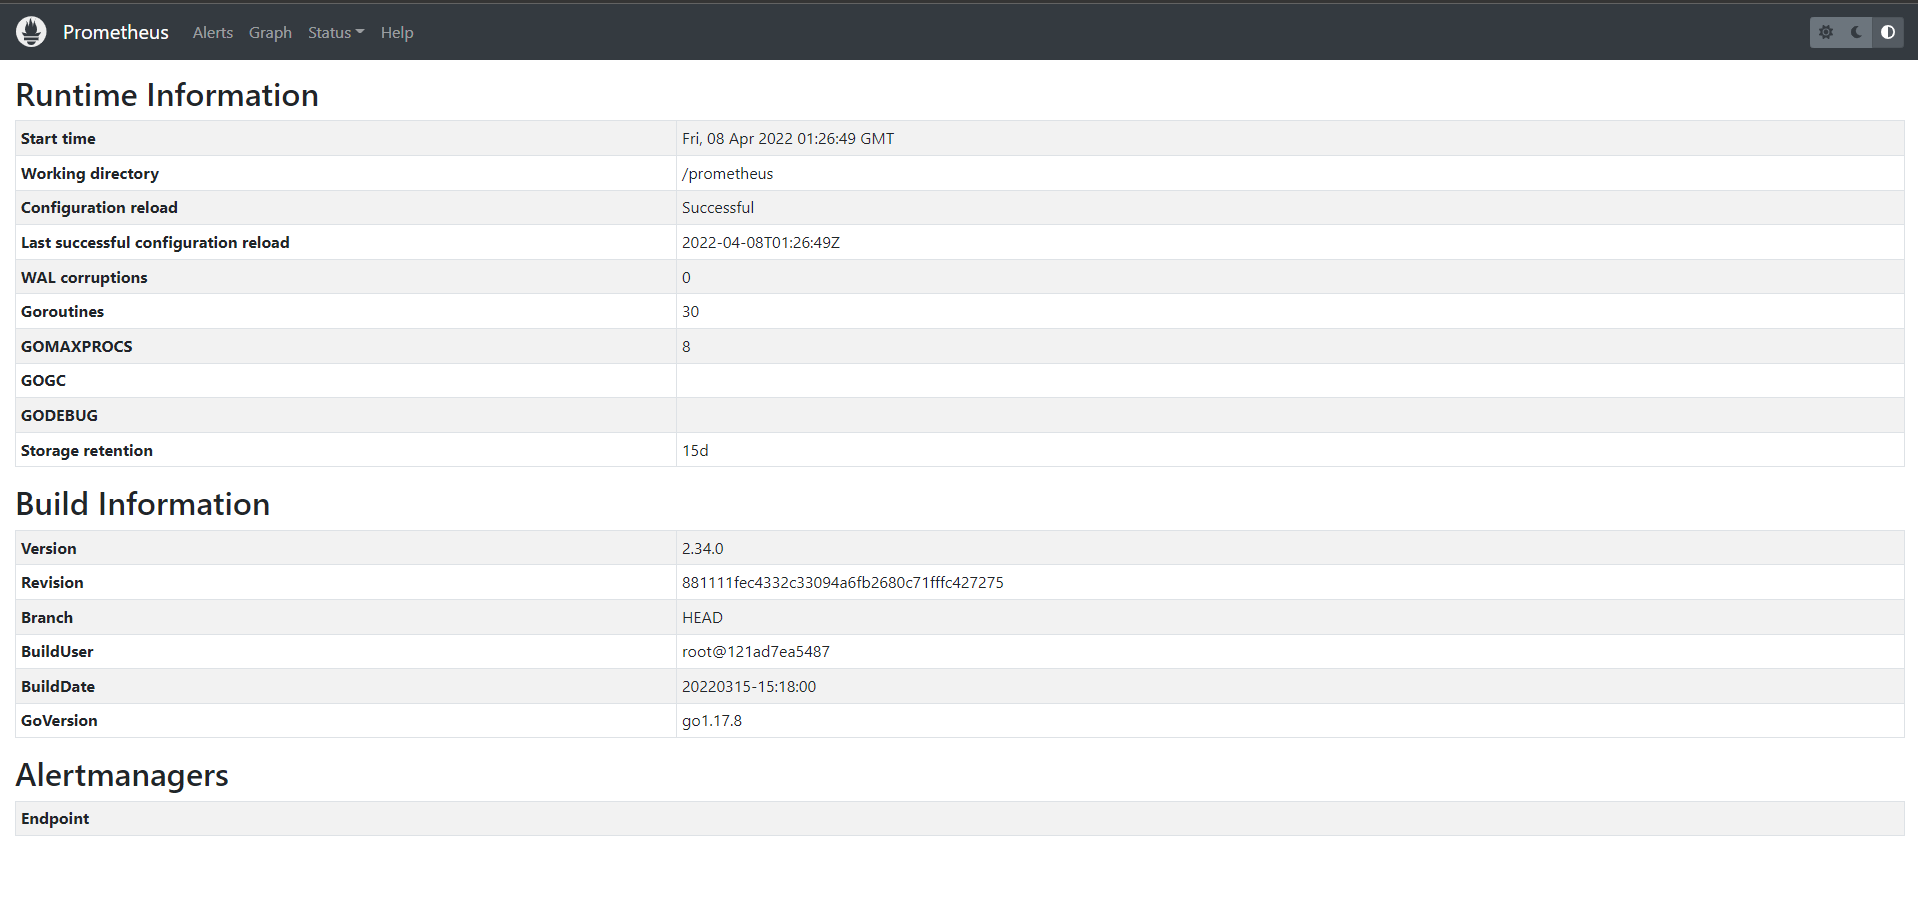 Prometheus Alerts Graph Status Help
Runtime Information
Start time Fri, 08 Apr 2022 01:26:49 GMT
Working directory /prometheus
Configuration reload Successful
Last successful configuration reload 2022-04-08T01:26:49Z
WAL corruptions 0
Goroutines 30
GOMAXPROCS 8
GOGC
GODEBUG
Storage retention 15d
Build Information
Version 2.34.0
Revision 881111fec4332c33094a6fb2680c71fffc427275
Branch HEAD
BuildUser root@121ad7ea5487
BuildDate 20220315-15:18:00
GoVersion go1.17.8
Alertmanagers
Endpoint